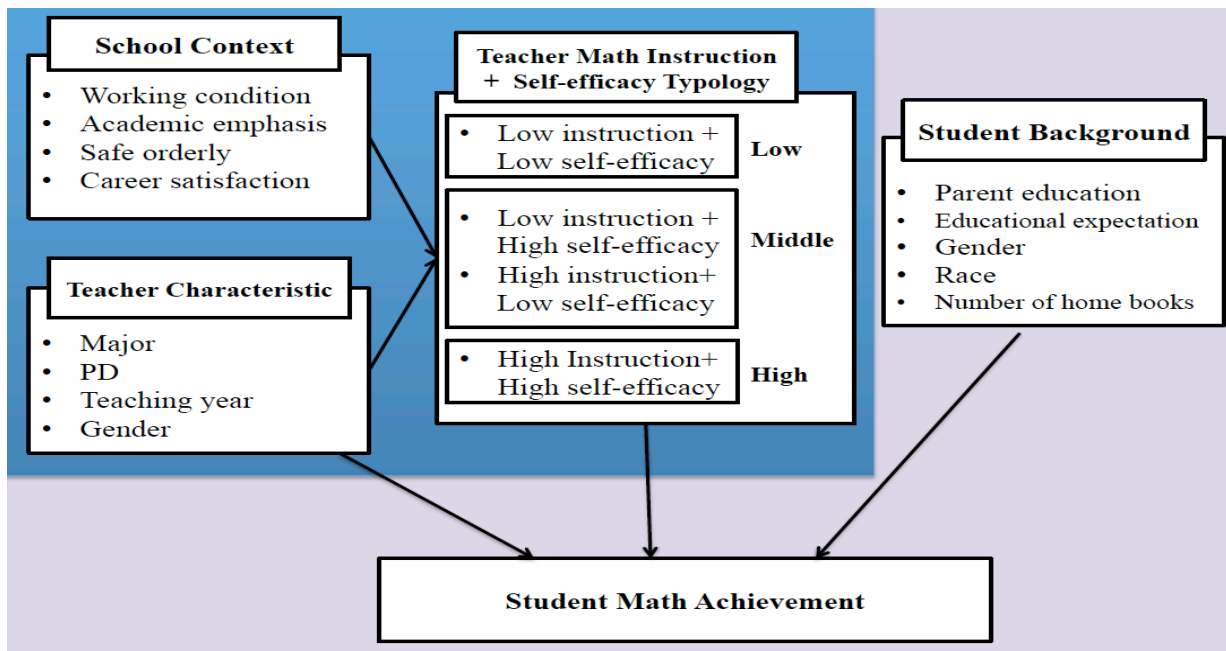 School Context
• Working condition
• Academic emphasis
• Safe orderly
• Career satisfaction
Teacher Characteristic
• Major
• PD
• Teaching year
• Gender
Teacher Math Instruction
+ Self-efficacy Typology
• Low instruction +
Low self-efficacy
Low
• Low instruction +
High self-efficacy
• High instruction+
Low self-efficacy
Middle
• High Instruction+
High self-efficacy
High
Student Background
• Parent education
• Educational expectation
• Gender
• Race
• Number of home books
Student Math Achievement